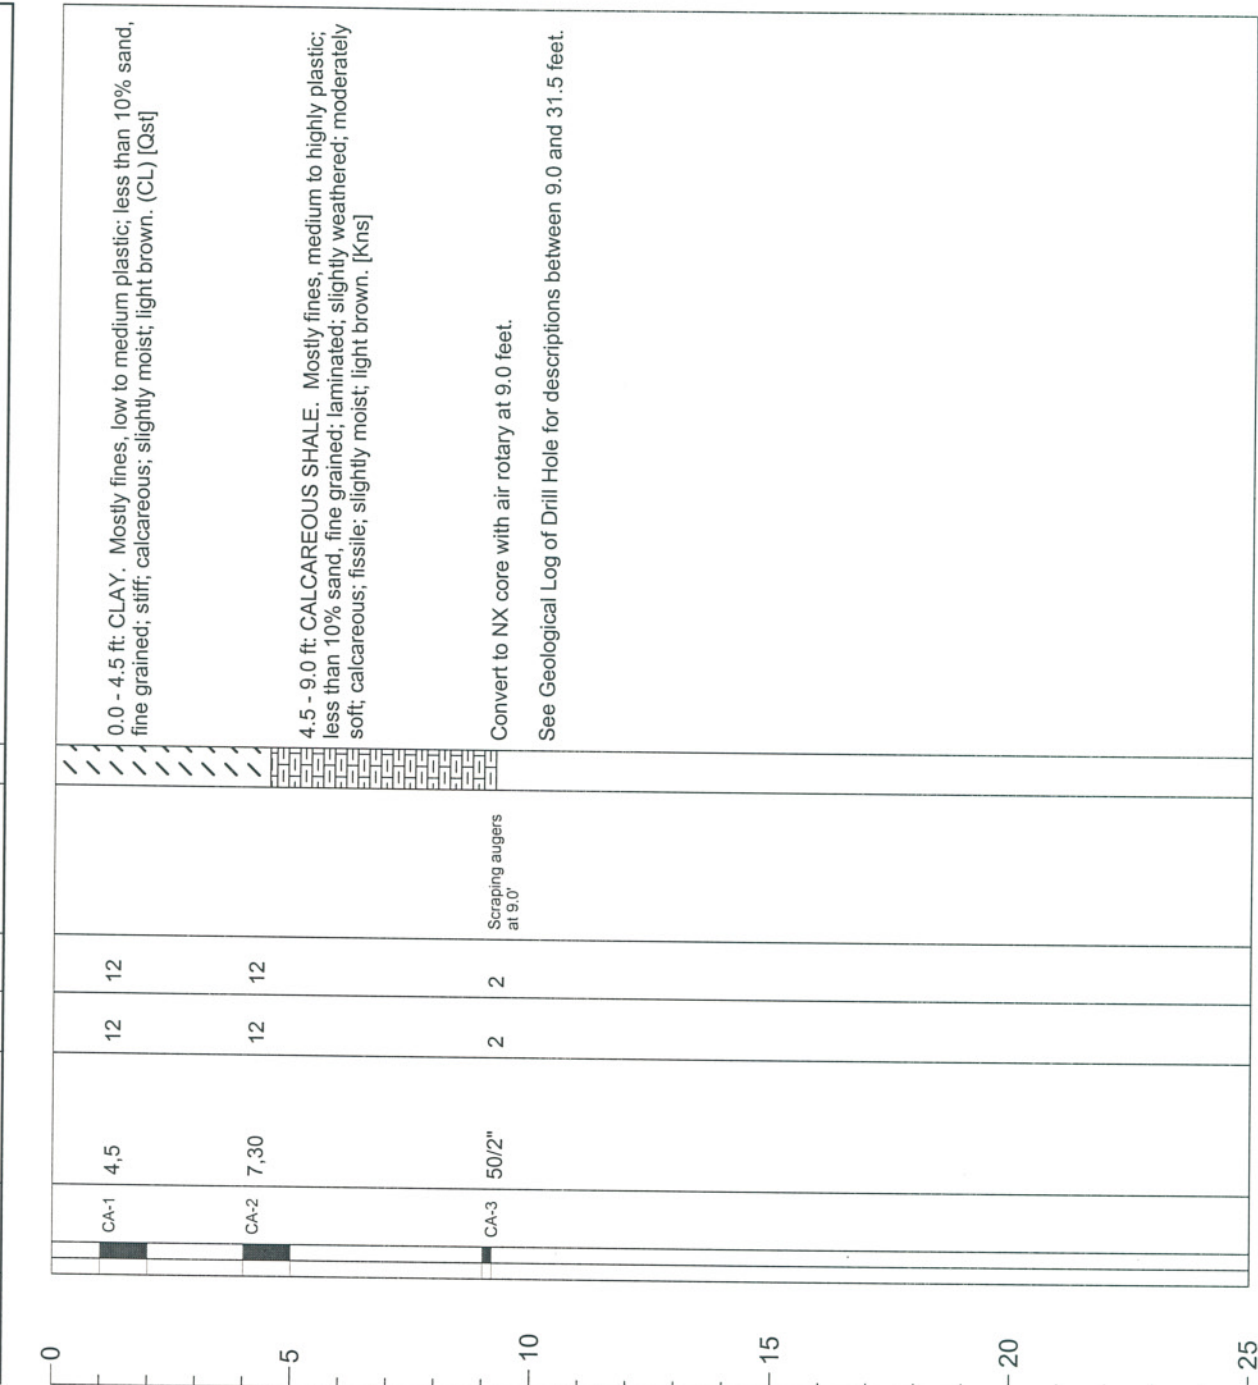 0
5
10
15
20
25
CA-1
4,5
12
12
0.0 - 4.5 ft: CLAY. Mostly fines, low to medium plastic; less than 10% sand,
fine grained; stiff; calcareous; slightly moist; light brown. (CL) [Qst]
CA-2
7,30
12
12
4.5 - 9.0 ft: CALCAREOUS SHALE. Mostly fines, medium to highly plastic;
less than 10% sand, fine grained; laminated; slightly weathered; moderately
soft; calcareous; fissile; slightly moist; light brown. [Kns]
CA-3
50/2"
2
2
Scraping augers
at 9.0'
Convert to NX core with air rotary at 9.0 feet.
See Geological Log of Drill Hole for descriptions between 9.0 and 31.5 feet.